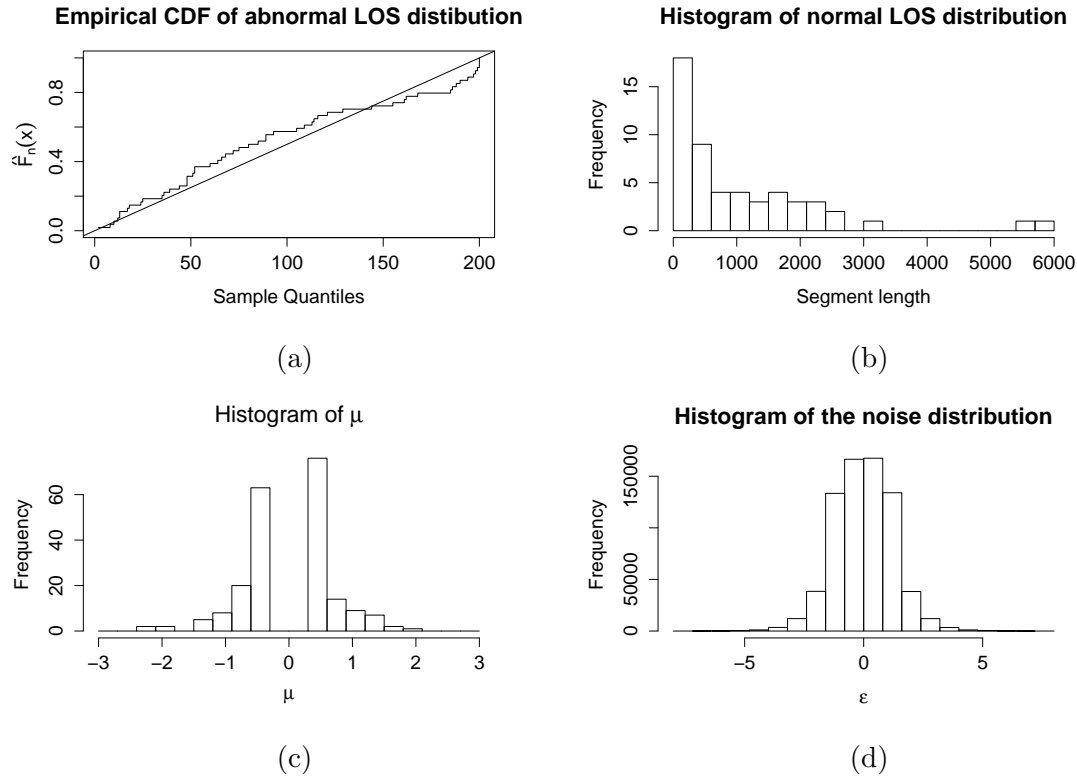 Empirical CDF of abnormal LOS distibution
F̂n(x)
0.0 0.4 0.8
0 50 100 150 200
Sample Quantiles
(a)
Histogram of normal LOS distribution
Frequency
0 5 10 15
0 1000 2000 3000 4000 5000 6000
Segment length
(b)
Histogram of μ
Frequency
0 20 40 60
−3 −2 −1 0 1 2 3
μ
(c)
Histogram of the noise distribution
Frequency
0 50000 150000
−5 0 5
ε
(d)